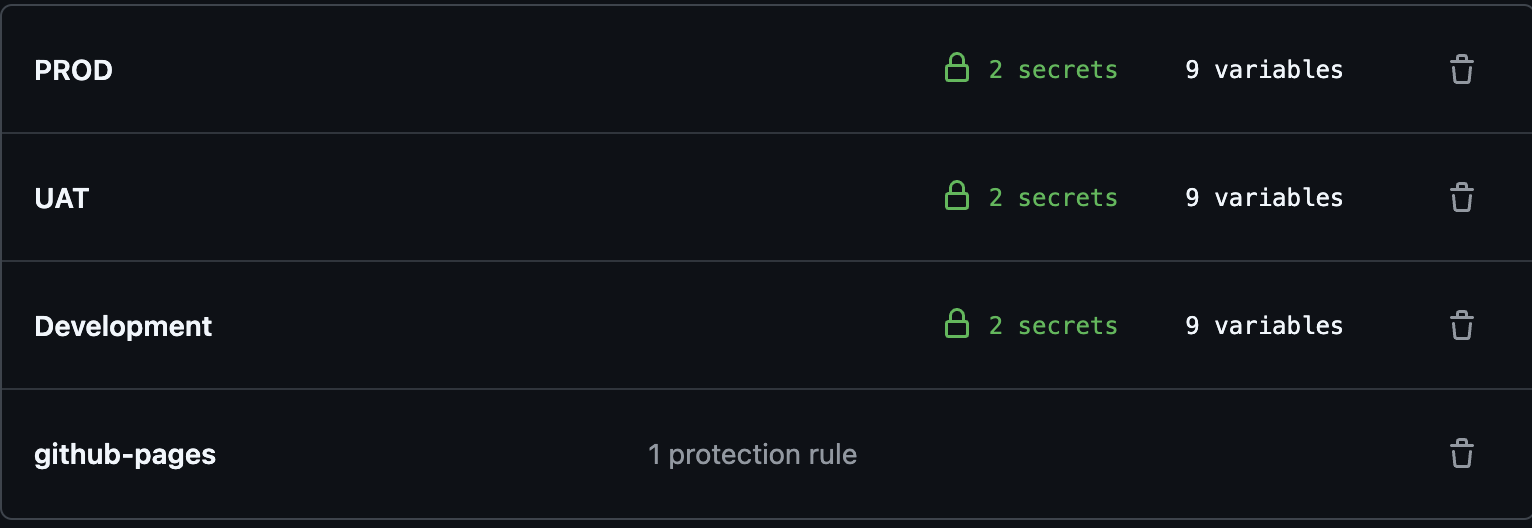 PROD 2 secrets 9 variables
UAT 2 secrets 9 variables
Development 2 secrets 9 variables
github-pages 1 protection rule